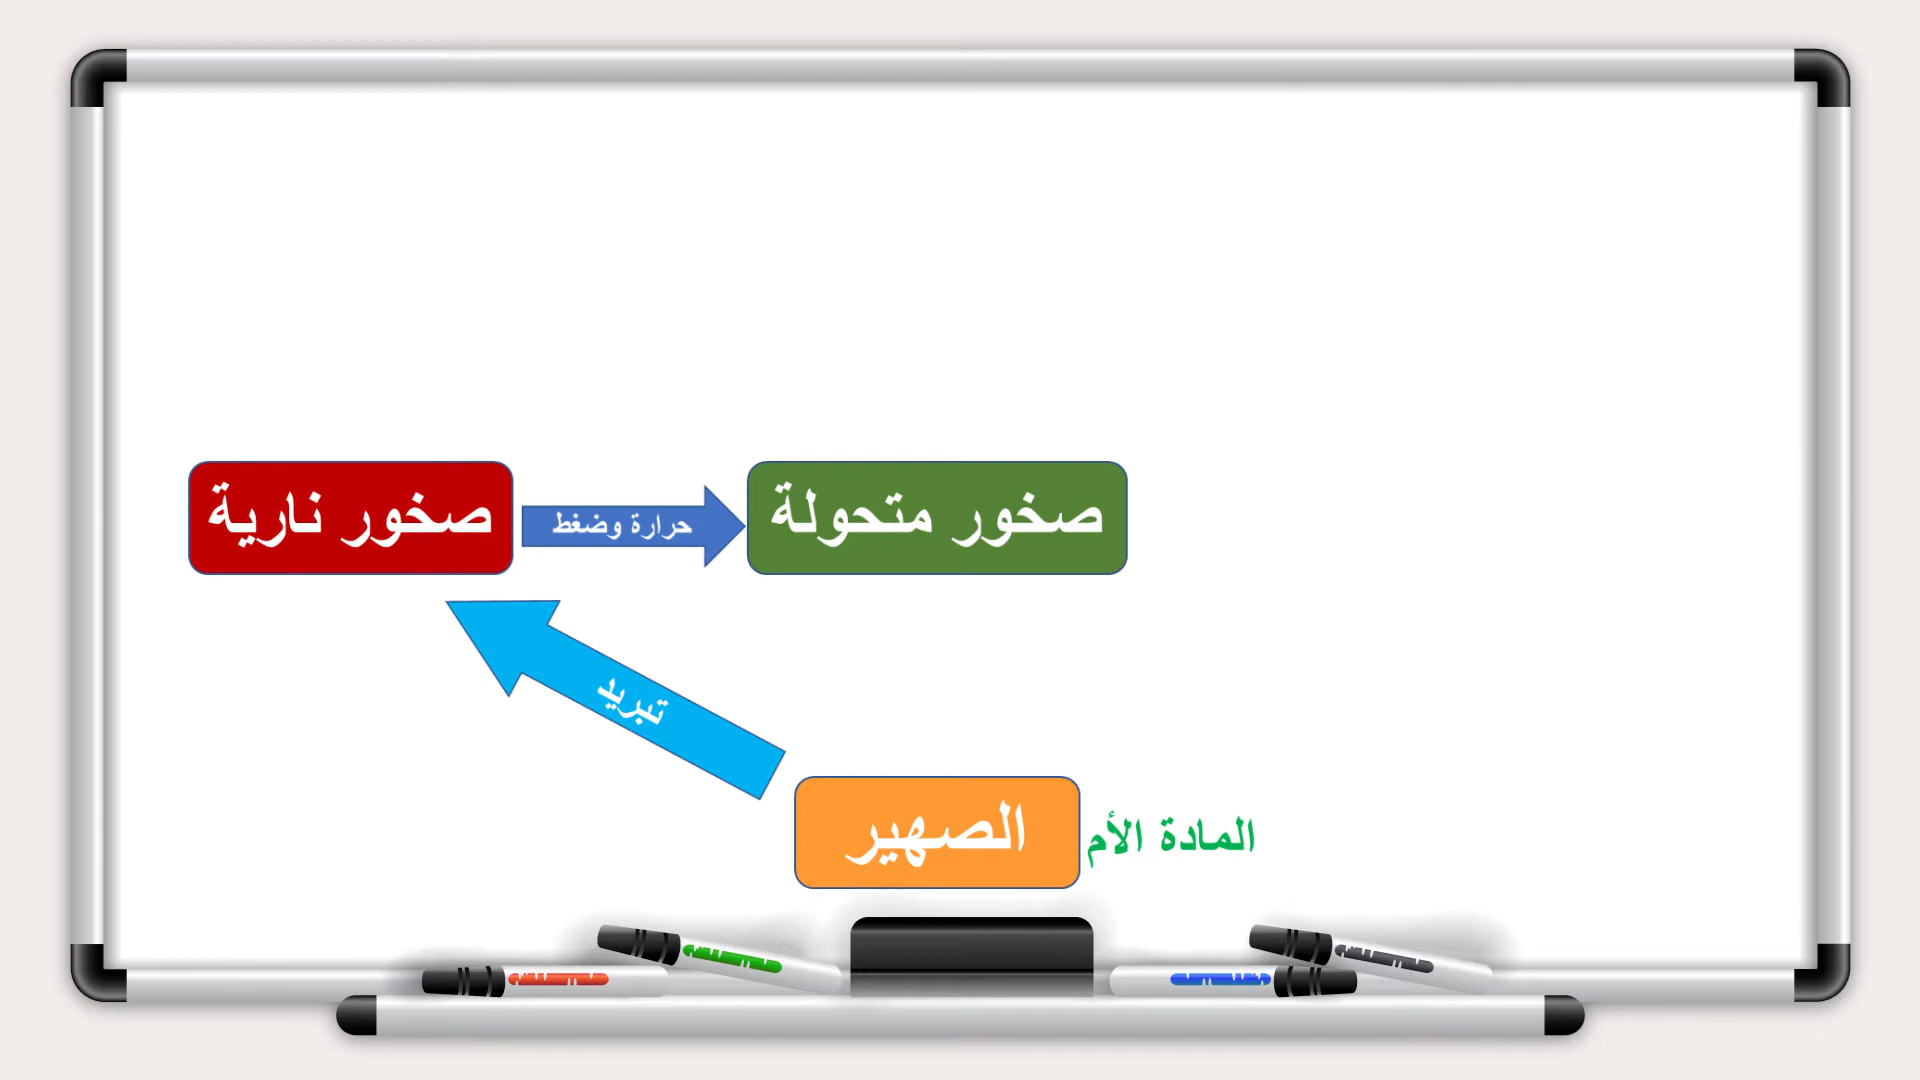 صخور متحولة
حرارة وضغط
صخور نارية
تبريد
المادة الأم
الصهير